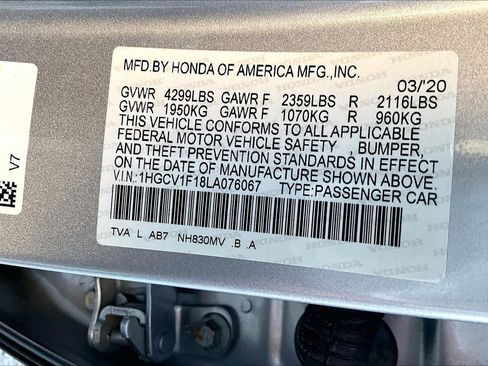 MFD.BY HONDA OF AMERICA MFG.,INC.
03/'20
GVWR 4299LBS GAWR F 2359LBS R 2116LBS
GVWR 1950KG GAWR F 1070KG R 960KG
THIS VEHICLE CONFORMS TO ALL APPLICABLE
FEDERAL MOTOR VEHICLE SAFETY , BUMPER,
AND THEFT PREVENTION STANDARDS IN EFFECT
ON THE DATE OF MANUFACTURE SHOWN ABOVE.
V.I.N.:1HGCV1F18LA076067 TYPE:PASSENGER CAR
TVA L AB7 NH830MV .B .A
V7